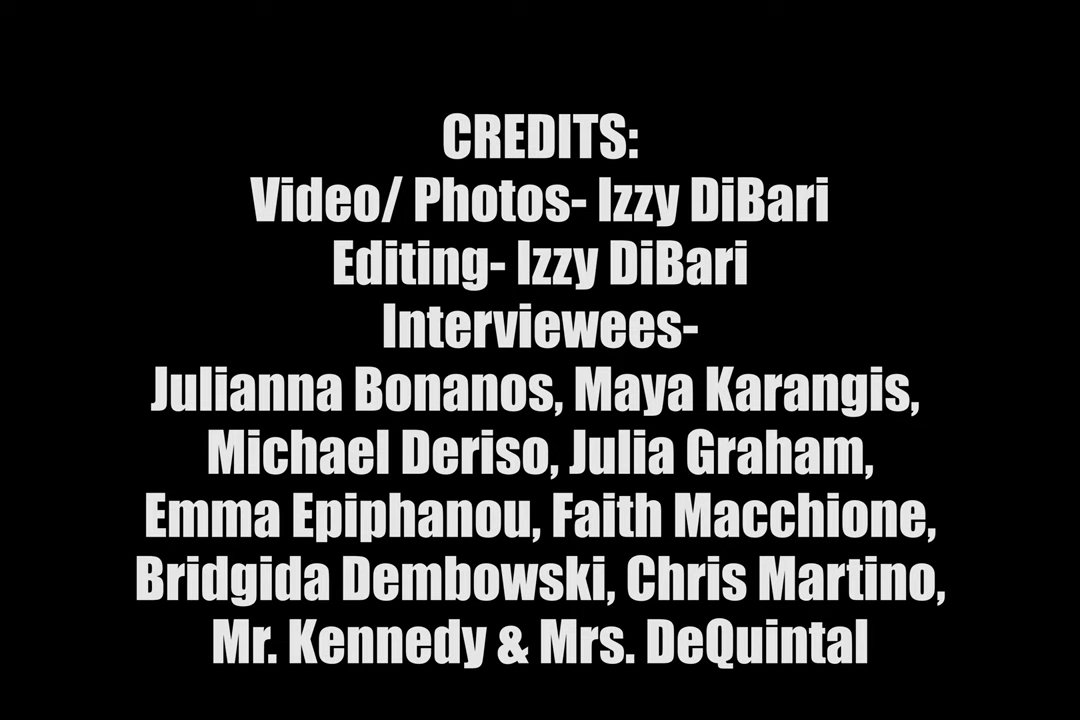 CREDITS:
Video/ Photos- Izzy DiBari
Editing- Izzy DiBari
Interviewees-
Julianna Bonanos, Maya Karangis,
Michael Deriso, Julia Graham,
Emma Epiphanou, Faith Macchione,
Bridgida Dembowski, Chris Martino,
Mr. Kennedy & Mrs. DeQuintal